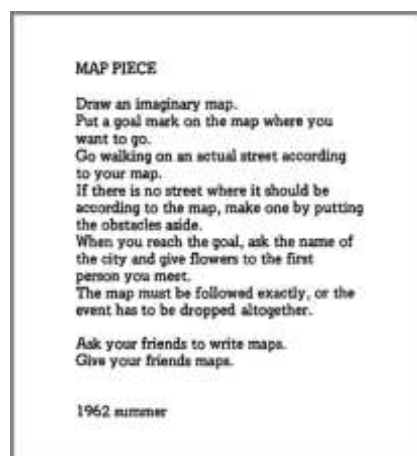 MAP PIECE
Draw an imaginary map.
Put a goal mark on the map where you
want to go.
Go walking on an actual street according
to your map.
If there is no street where it should be
according to the map, make one by putting
the obstacles aside.
When you reach the goal, ask the name of
the city and give flowers to the first
person you meet.
The map must be followed exactly, or the
event has to be dropped altogether.
Ask your friends to write maps.
Give your friends maps.
1962 summer